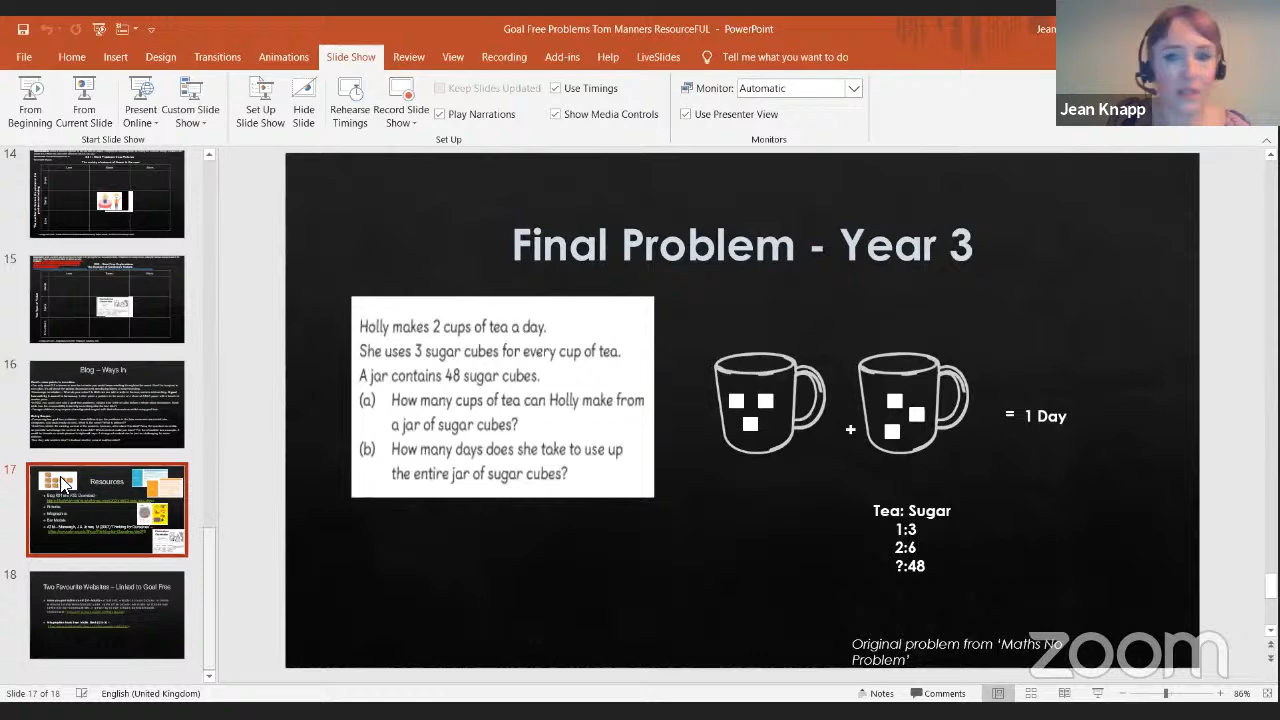 Goal Free Problems Tom Manners ResourceFUL - PowerPoint
Jean
File Home Insert Design Transitions Animations Slide Show Review View Recording Add-ins Help LiveSlides Tell me what you want to do
Jean Knapp
From Beginning
From Current Slide
Present Online
Custom Slide Show
Set Up Slide Show
Hide Slide
Rehearse Timings
Record Slide Show
Keep Slides Updated
Use Timings
Play Narrations
Show Media Controls
Monitor: Automatic
Use Presenter View
Start Slide Show
Set Up
Monitors
14
15
16
Blog – Ways In
17
Resources
18
Two Favourite Websites – Linked to Goal Free
Final Problem - Year 3
Holly makes 2 cups of tea a day.
She uses 3 sugar cubes for every cup of tea.
A jar contains 48 sugar cubes.
(a) How many cups of tea can Holly make from
a jar of sugar cubes?
(b) How many days does she take to use up
the entire jar of sugar cubes?
+
= 1 Day
Tea: Sugar
1:3
2:6
?:48
Original problem from 'Maths No
Problem'
zoom
Slide 17 of 18
English (United Kingdom)
Notes
Comments
86%